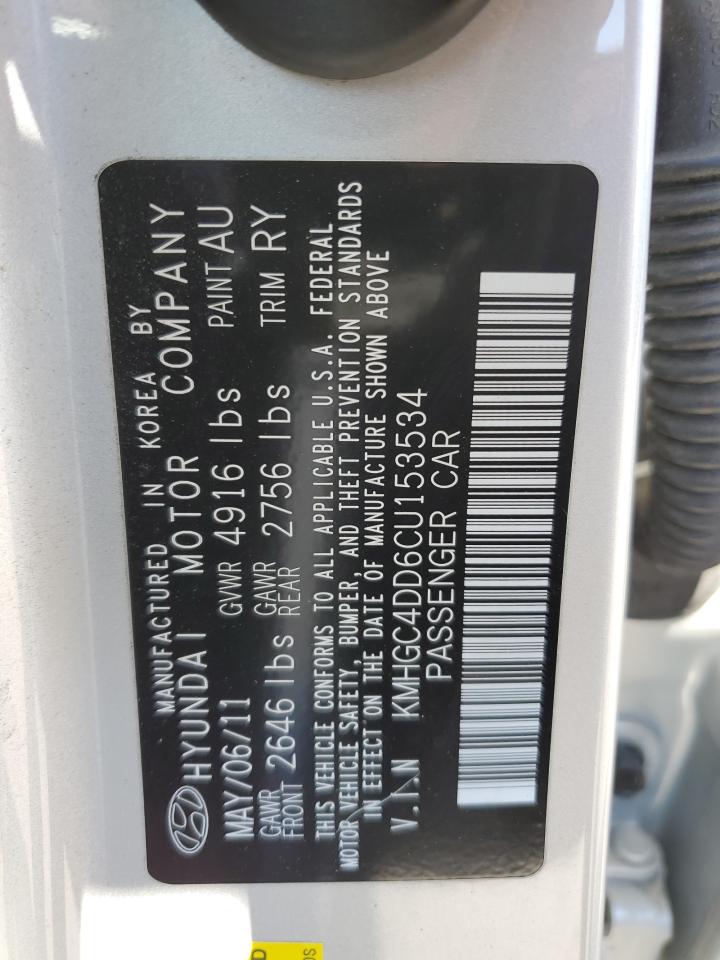 MANUFACTURED IN KOREA BY
HYUNDAI MOTOR COMPANY
MAY/06/11 GVWR 4916 lbs PAINT AU
GAWR FRONT 2646 lbs GAWR REAR 2756 lbs TRIM RY
THIS VEHICLE CONFORMS TO ALL APPLICABLE U.S.A. FEDERAL
MOTOR VEHICLE SAFETY, BUMPER, AND THEFT PREVENTION STANDARDS
IN EFFECT ON THE DATE OF MANUFACTURE SHOWN ABOVE
V.I.N KMHGC4DD6CU153534
PASSENGER CAR